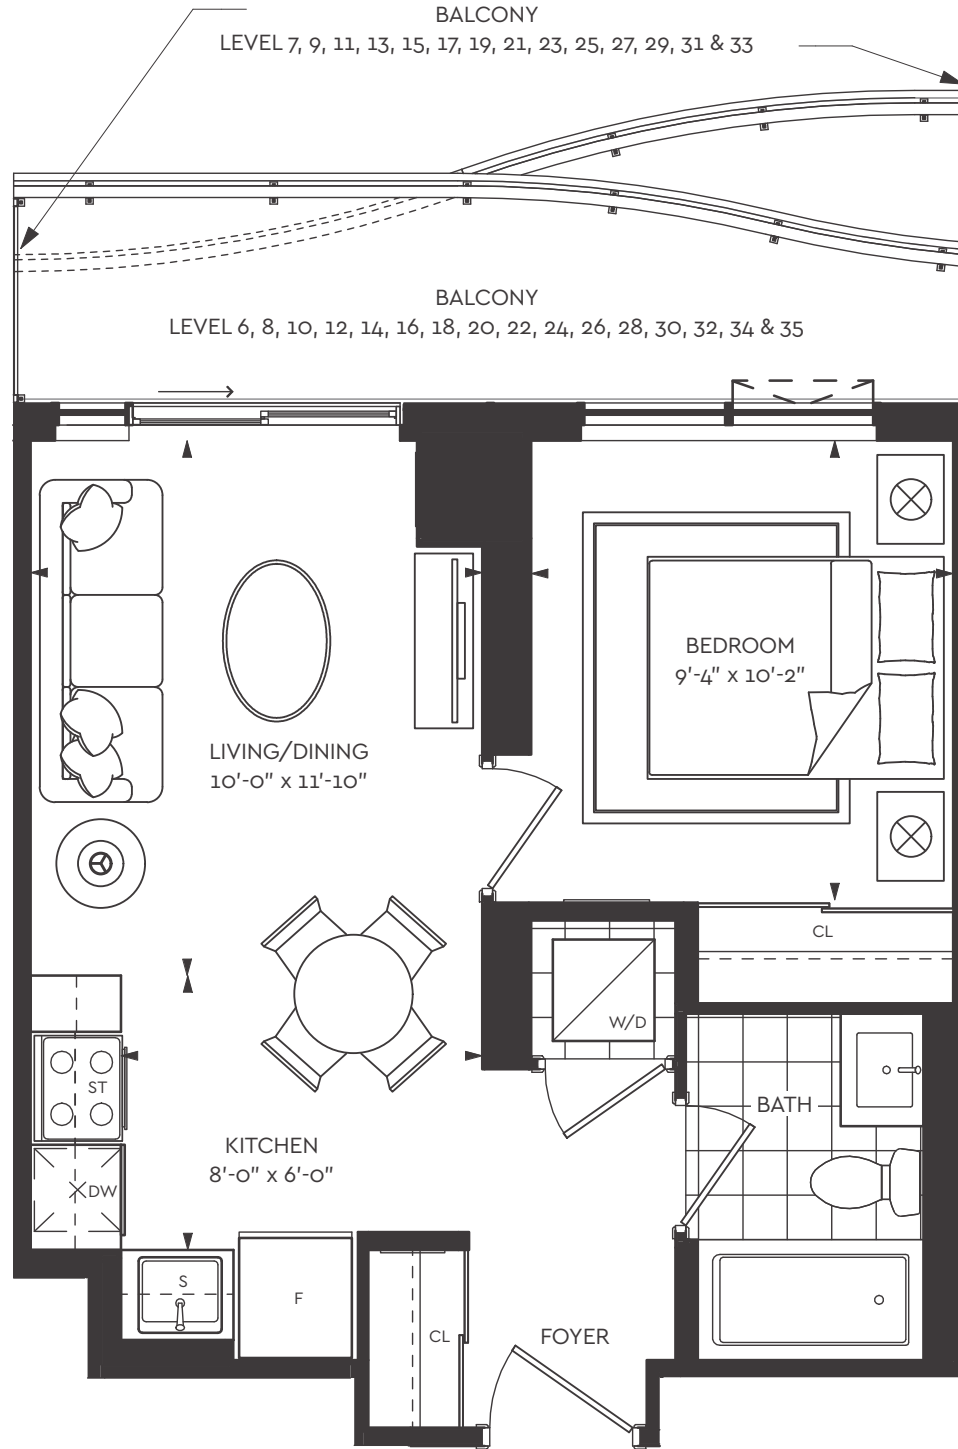 BALCONY
LEVEL 7, 9, 11, 13, 15, 17, 19, 21, 23, 25, 27, 29, 31 & 33
BALCONY
LEVEL 6, 8, 10, 12, 14, 16, 18, 20, 22, 24, 26, 28, 30, 32, 34 & 35
BEDROOM
9'-4" x 10'-2"
LIVING/DINING
10'-0" x 11'-10"
CL
W/D
ST
BATH
KITCHEN
8'-0" x 6'-0"
DW
S
F
CL
FOYER